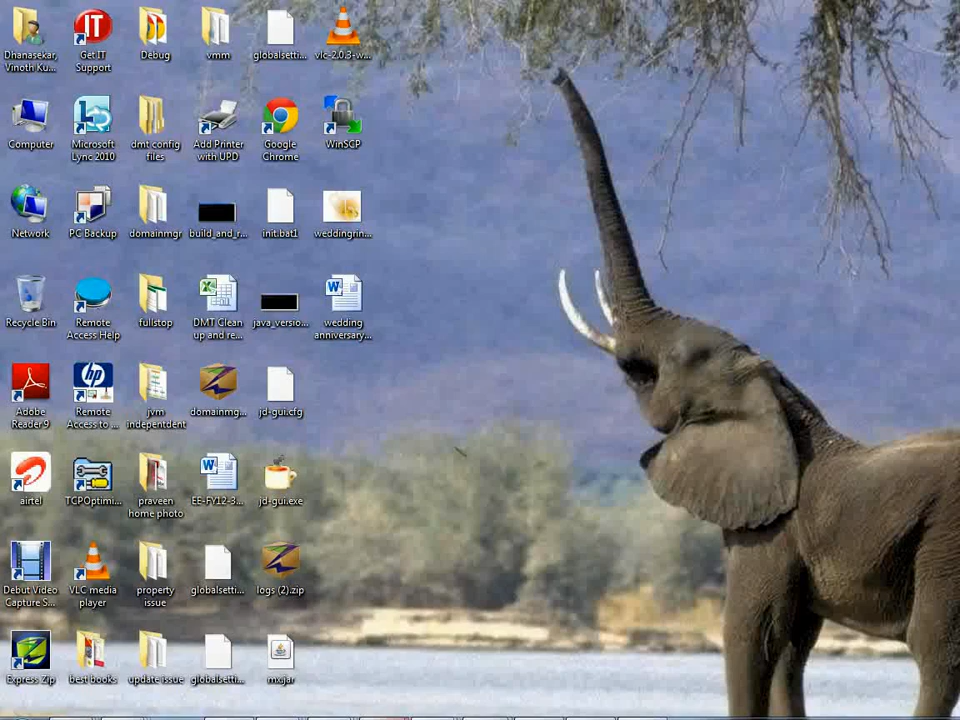 Dhanasekar,
Vinoth Ku...
Get IT
Support
Debug
vmm
globalsetti...
vlc-2.0.3-w...
Computer
Microsoft
Lync 2010
dmt config
files
Add Printer
with UPD
Google
Chrome
WinSCP
Network
PC Backup
domainmgr
build_and_r...
init.bat1
weddingrin...
Recycle Bin
Remote
Access Help
fullstop
DMT Clean
up and re...
java_versio...
wedding
anniversary...
Adobe
Reader 9
Remote
Access to ...
jvm
independent
domainmg...
jd-gui.cfg
airtel
TCPOptimi...
praveen
home photo
EE-FY12-3...
jd-gui.exe
Debut Video
Capture S...
VLC media
player
property
issue
globalsetti...
logs (2).zip
Express Zip
best books
update issue
globalsetti...
mx.jar